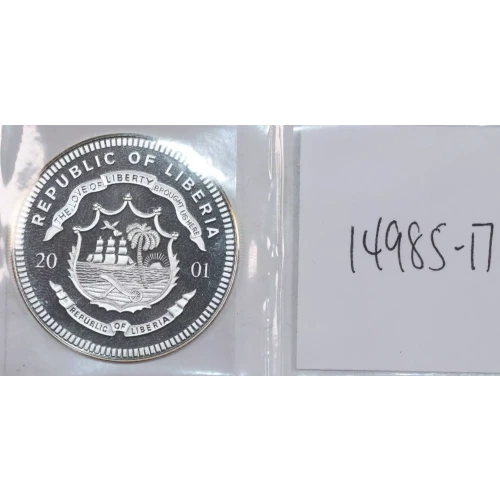 REPUBLIC OF LIBERIA
THE LOVE OF LIBERTY BROUGHT US HERE
20 01
REPUBLIC OF LIBERIA
14985-17